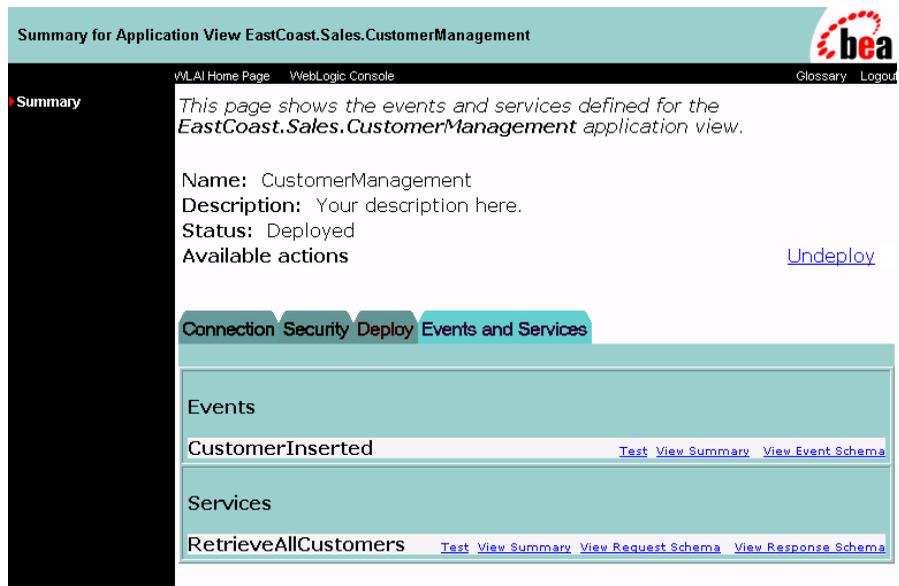 Summary for Application View EastCoast.Sales.CustomerManagement
bea
WLAI Home Page WebLogic Console Glossary Logout
Summary
This page shows the events and services defined for the
EastCoast.Sales.CustomerManagement application view.
Name: CustomerManagement
Description: Your description here.
Status: Deployed
Available actions Undeploy
Connection Security Deploy Events and Services
Events
CustomerInserted Test View Summary View Event Schema
Services
RetrieveAllCustomers Test View Summary View Request Schema View Response Schema